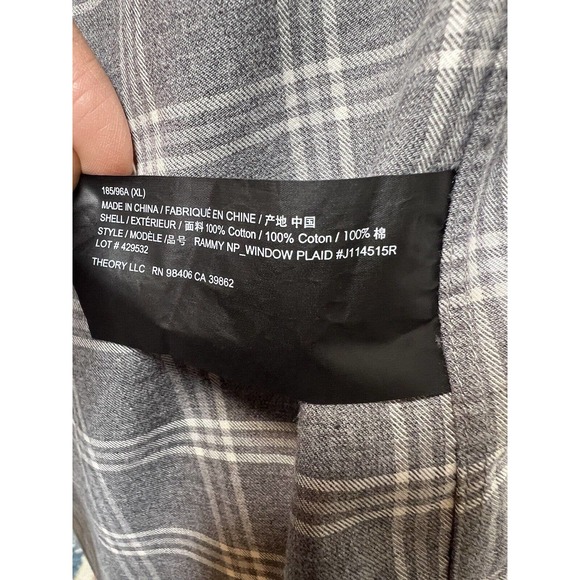 185/96A (XL)
MADE IN CHINA / FABRIQUÉ EN CHINE / 产地 中国
SHELL / EXTÉRIEUR / 面料 100% Cotton / 100% Coton / 100% 棉
STYLE / MODÈLE /品号 RAMMY NP_WINDOW PLAID #J114515R
LOT # 429532
THEORY LLC RN 98406 CA 39862